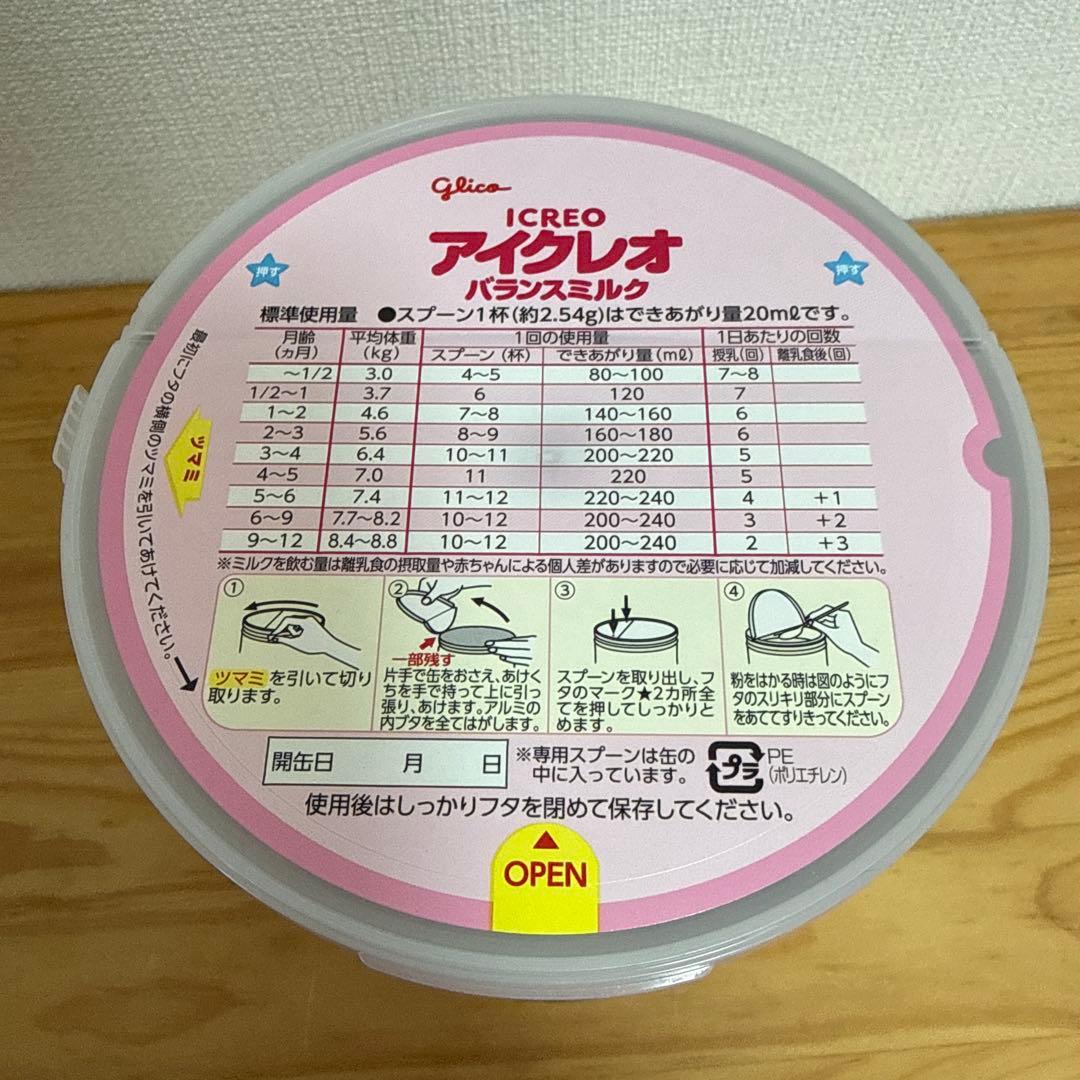 Glico
ICREO
アイクレオ
バランスミルク
押す
押す
標準使用量 ●スプーン1杯(約2.54g)はできあがり量20mℓです。
月齢(ヵ月) 平均体重(kg) 1回の使用量 1日あたりの回数
スプーン(杯) できあがり量(mℓ) 授乳(回) 離乳食後(回)
～1/2 3.0 4～5 80～100 7～8
1/2～1 3.7 6 120 7
1～2 4.6 7～8 140～160 6
2～3 5.6 8～9 160～180 6
3～4 6.4 10～11 200～220 5
4～5 7.0 11 220 5
5～6 7.4 11～12 220～240 4 +1
6～9 7.7～8.2 10～12 200～240 3 +2
9～12 8.4～8.8 10～12 200～240 2 +3
※ミルクを飲む量は離乳食の摂取量や赤ちゃんによる個人差がありますので必要に応じて加減してください。
最初にフタの横側のツマミを引いてあけてください。
ツマミ
①
ツマミを引いて切り
取ります。
②
一部残す
片手で缶をおさえ、あけく
ちを手で持って上に引っ
張り、あけます。アルミの
内ブタを全てはがします。
③
スプーンを取り出し、フ
タのマーク★2カ所全
てを押してしっかりと
めます。
④
粉をはかる時は図のようにフ
タのスリキリ部分にスプーン
をあててすりきってください。
開缶日 月 日
※専用スプーンは缶の
中に入っています。
プラ
PE
(ポリエチレン)
使用後はしっかりフタを閉めて保存してください。
▲
OPEN